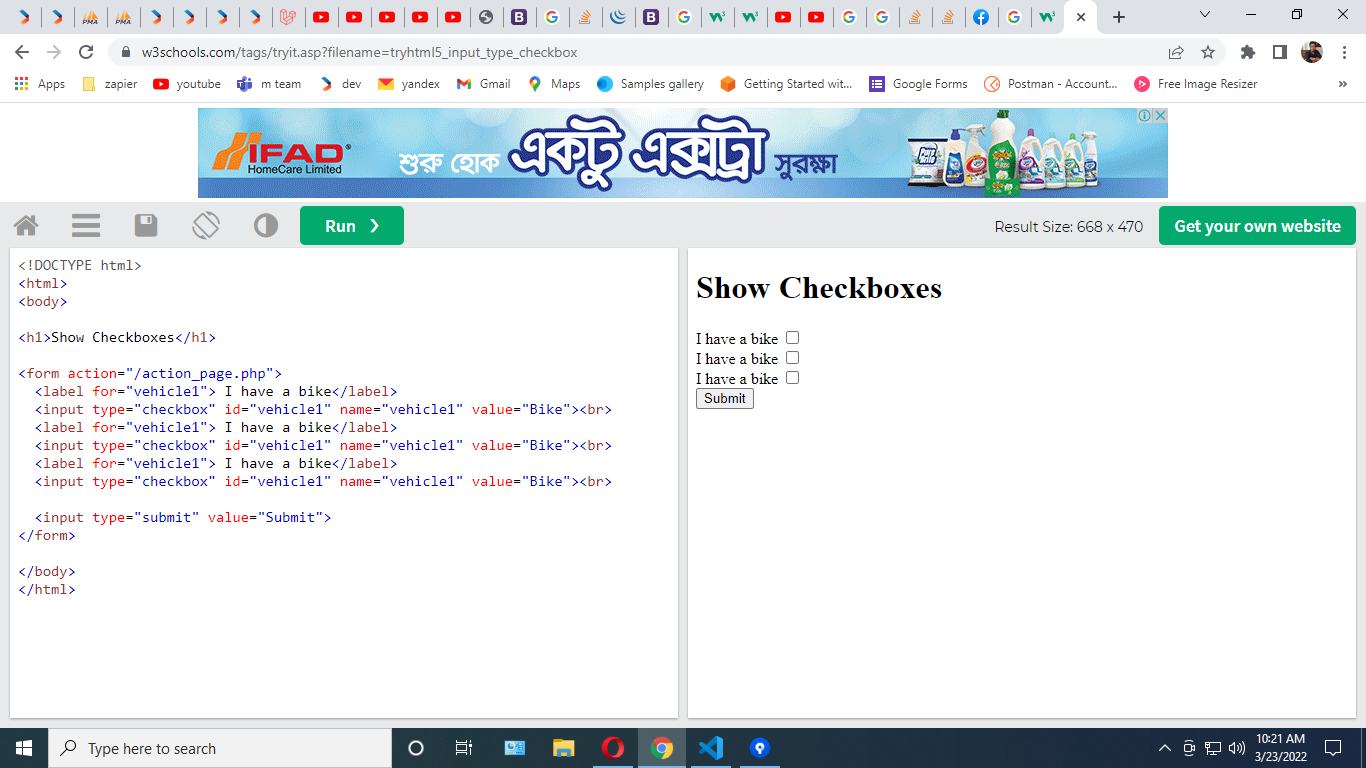 w3schools.com/tags/tryit.asp?filename=tryhtml5_input_type_checkbox
Apps zapier youtube m team dev yandex Gmail Maps Samples gallery Getting Started wit... Google Forms Postman - Account... Free Image Resizer »
IFAD®
HomeCare Limited
শুরু হোক একটু এক্সট্রা সুরক্ষা
Run ❯
Result Size: 668 x 470
Get your own website
<!DOCTYPE html>
<html>
<body>
<h1>Show Checkboxes</h1>
<form action="/action_page.php">
<label for="vehicle1"> I have a bike</label>
<input type="checkbox" id="vehicle1" name="vehicle1" value="Bike"><br>
<label for="vehicle1"> I have a bike</label>
<input type="checkbox" id="vehicle1" name="vehicle1" value="Bike"><br>
<label for="vehicle1"> I have a bike</label>
<input type="checkbox" id="vehicle1" name="vehicle1" value="Bike"><br>
<input type="submit" value="Submit">
</form>
</body>
</html>
Show Checkboxes
I have a bike
I have a bike
I have a bike
Submit
Type here to search
10:21 AM
3/23/2022